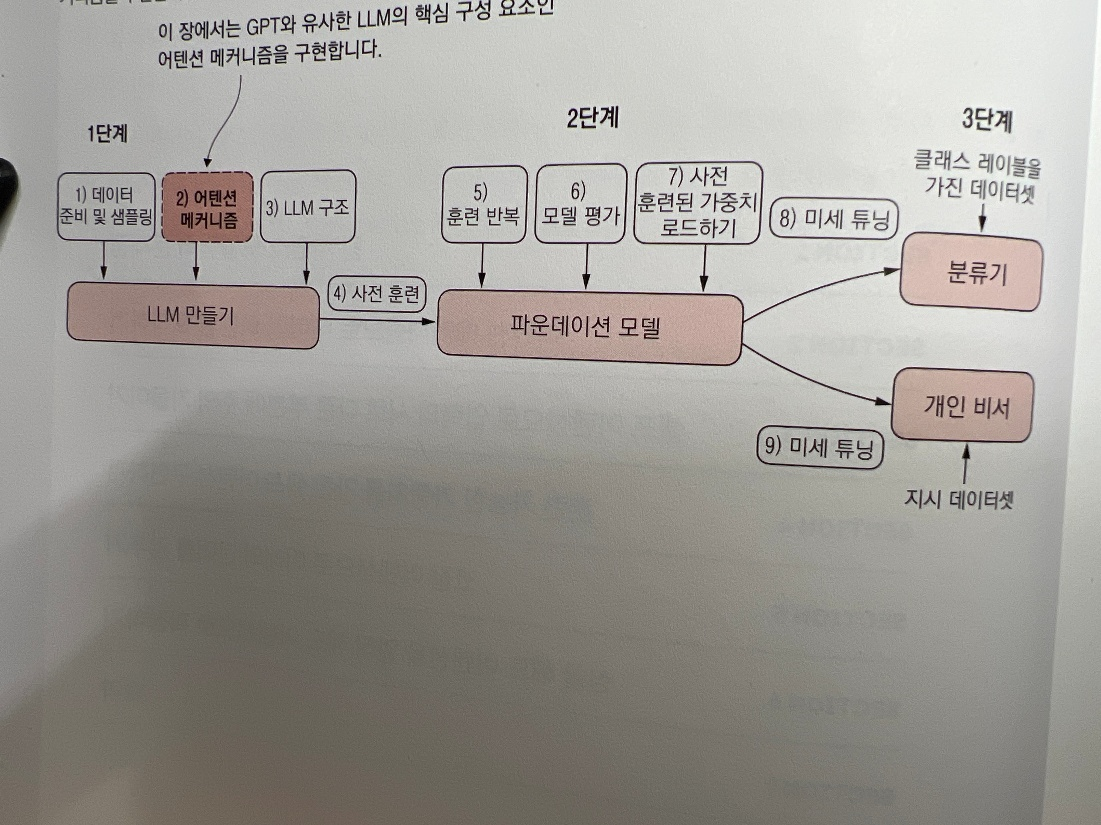 이 장에서는 GPT와 유사한 LLM의 핵심 구성 요소인
어텐션 메커니즘을 구현합니다.
1단계
1) 데이터
준비 및 샘플링
2) 어텐션
메커니즘
3) LLM 구조
LLM 만들기
4) 사전 훈련
2단계
5)
훈련 반복
6)
모델 평가
7) 사전
훈련된 가중치
로드하기
파운데이션 모델
3단계
클래스 레이블을
가진 데이터셋
8) 미세 튜닝
분류기
개인 비서
9) 미세 튜닝
지시 데이터셋